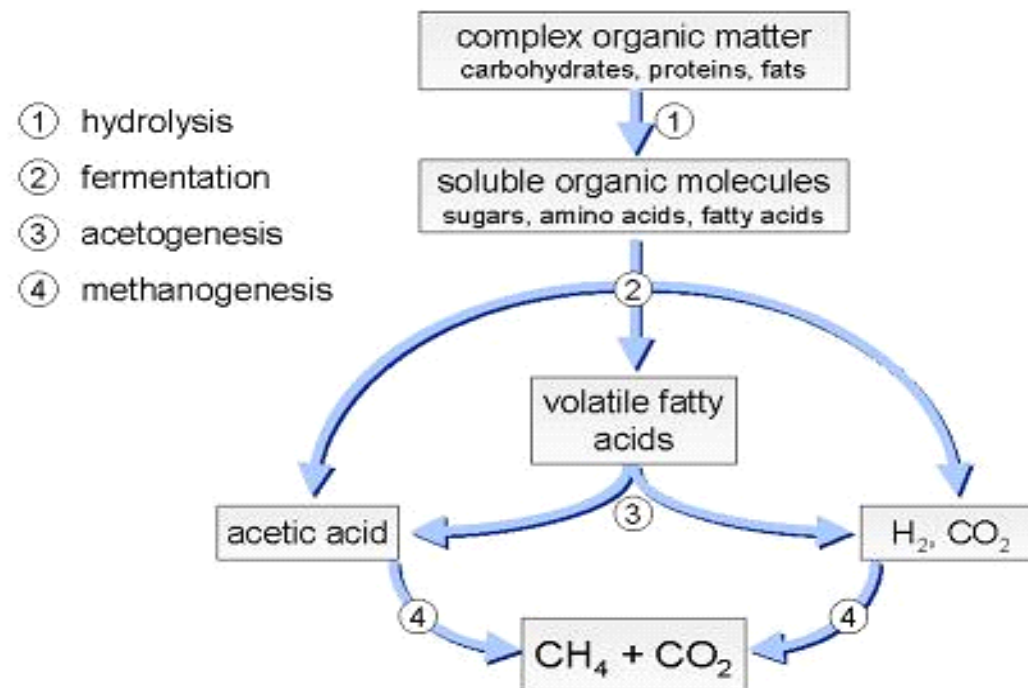 complex organic matter
carbohydrates, proteins, fats
1 hydrolysis
2 fermentation
3 acetogenesis
4 methanogenesis
1
soluble organic molecules
sugars, amino acids, fatty acids
2
volatile fatty
acids
3
acetic acid
H₂, CO₂
4
4
CH₄ + CO₂